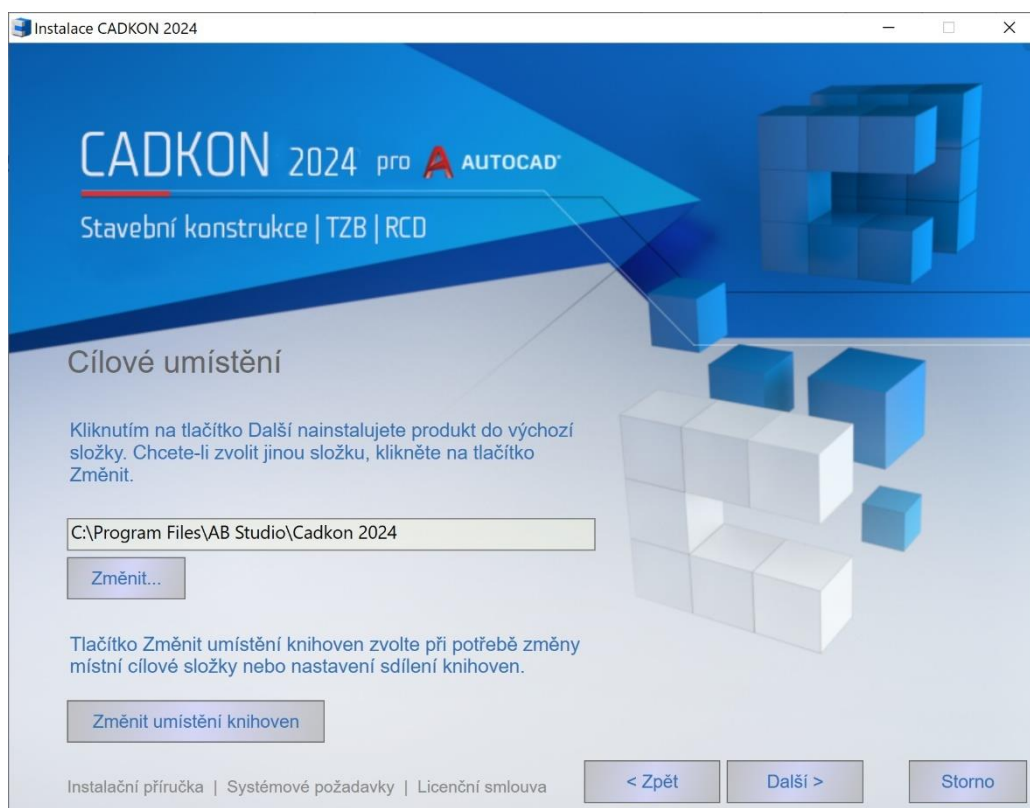 Instalace CADKON 2024
CADKON 2024 pro AUTOCAD®
Stavební konstrukce | TZB | RCD
Cílové umístění
Kliknutím na tlačítko Další nainstalujete produkt do výchozí
složky. Chcete-li zvolit jinou složku, klikněte na tlačítko
Změnit.
C:\Program Files\AB Studio\Cadkon 2024
Změnit...
Tlačítko Změnit umístění knihoven zvolte při potřebě změny
místní cílové složky nebo nastavení sdílení knihoven.
Změnit umístění knihoven
Instalační příručka | Systémové požadavky | Licenční smlouva
< Zpět
Další >
Storno